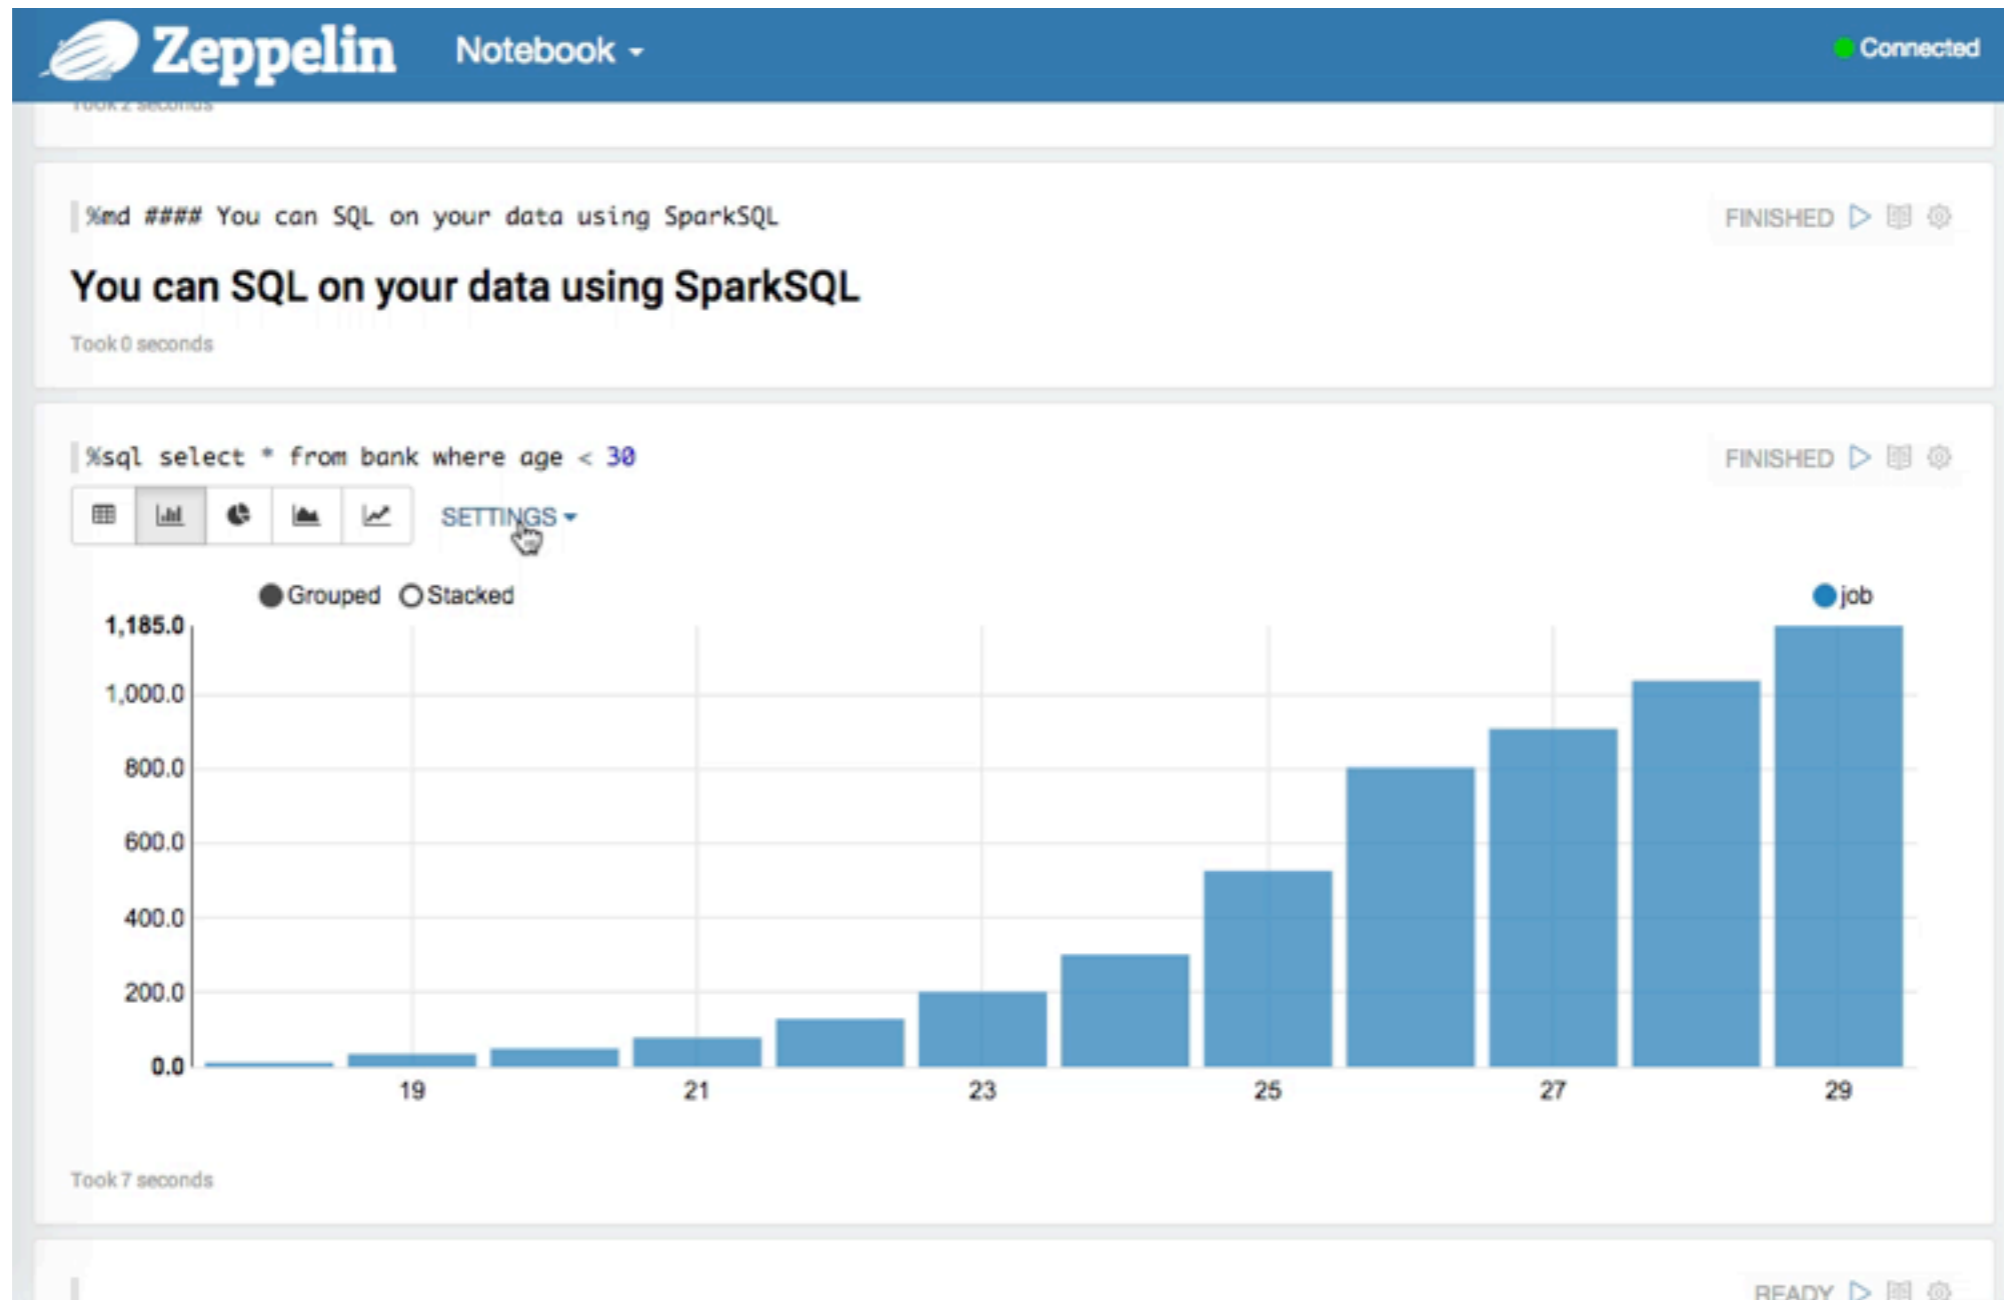 Zeppelin Notebook Connected
Took 2 seconds
%md #### You can SQL on your data using SparkSQL FINISHED
You can SQL on your data using SparkSQL
Took 0 seconds
%sql select * from bank where age < 30 FINISHED
SETTINGS
Grouped Stacked job
1,185.0
1,000.0
800.0
600.0
400.0
200.0
0.0
19 21 23 25 27 29
Took 7 seconds
READY